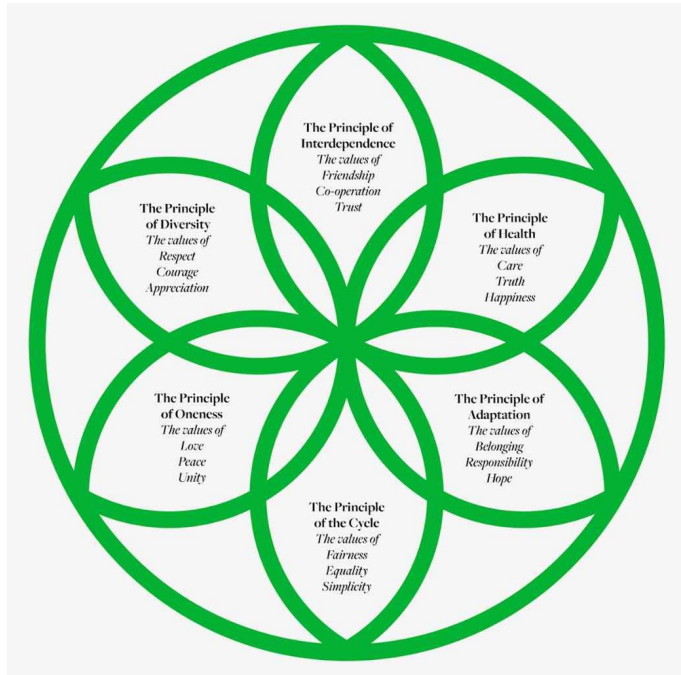 The Principle of
Interdependence
The values of
Friendship
Co-operation
Trust
The Principle
of Diversity
The values of
Respect
Courage
Appreciation
The Principle
of Health
The values of
Care
Truth
Happiness
The Principle
of Oneness
The values of
Love
Peace
Unity
The Principle of
Adaptation
The values of
Belonging
Responsibility
Hope
The Principle
of the Cycle
The values of
Fairness
Equality
Simplicity